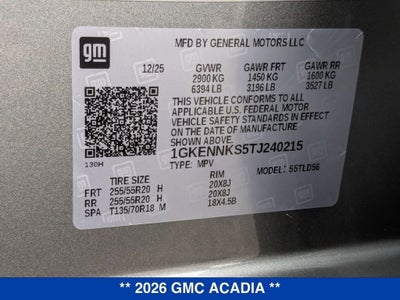 gm
MFD BY GENERAL MOTORS LLC
12/25 GVWR GAWR FRT GAWR RR
2900 KG 1450 KG 1600 KG
6394 LB 3196 LB 3527 LB
THIS VEHICLE CONFORMS TO ALL
APPLICABLE U.S. FEDERAL MOTOR
VEHICLE SAFETY STANDARDS IN EFFECT ON THE
DATE OF MANUFACTURE SHOWN ABOVE.
130H 1GKENNKS5TJ240215
TYPE: MPV MODEL: 55TLD56
TIRE SIZE RIM
FRT 255/55R20 H 20X8J
RR 255/55R20 H 20X8J
SPA T135/70R18 M 18X4.5B
** 2026 GMC ACADIA **